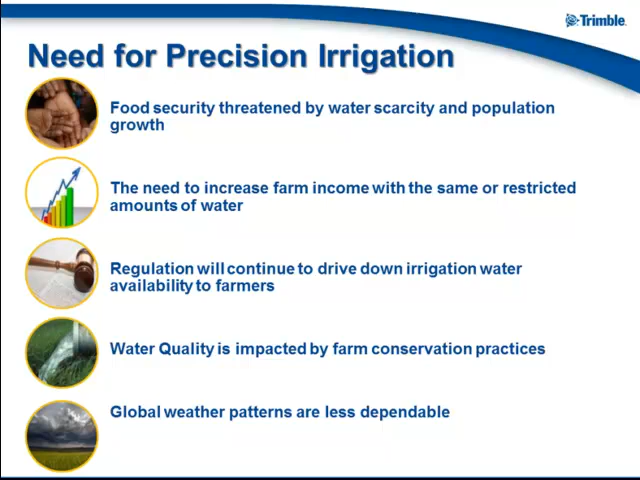 Trimble
Need for Precision Irrigation
Food security threatened by water scarcity and population
growth
The need to increase farm income with the same or restricted
amounts of water
Regulation will continue to drive down irrigation water
availability to farmers
Water Quality is impacted by farm conservation practices
Global weather patterns are less dependable